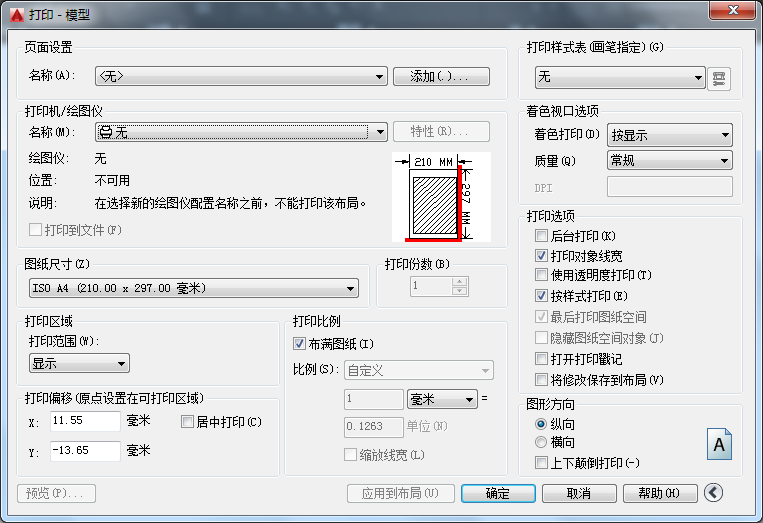 打印 - 模型
页面设置
名称(A):
<无>
添加(.)...
打印机/绘图仪
名称(M):
无
特性(R)...
绘图仪:
无
位置:
不可用
说明:
在选择新的绘图仪配置名称之前，不能打印该布局。
打印到文件(F)
210 MM
297 MM
图纸尺寸(Z)
ISO A4 (210.00 x 297.00 毫米)
打印份数(B)
1
打印区域
打印范围(W):
显示
打印偏移(原点设置在可打印区域)
X:
11.55
毫米
居中打印(C)
Y:
-13.65
毫米
打印比例
布满图纸(I)
比例(S):
自定义
1
毫米
=
0.1263
单位(N)
缩放线宽(L)
打印样式表(画笔指定)(G)
无
着色视口选项
着色打印(D)
按显示
质量(Q)
常规
DPI
打印选项
后台打印(K)
打印对象线宽
使用透明度打印(T)
按样式打印(E)
最后打印图纸空间
隐藏图纸空间对象(J)
打开打印戳记
将修改保存到布局(V)
图形方向
纵向
横向
上下颠倒打印(-)
A
预览(P)...
应用到布局(U)
确定
取消
帮助(H)